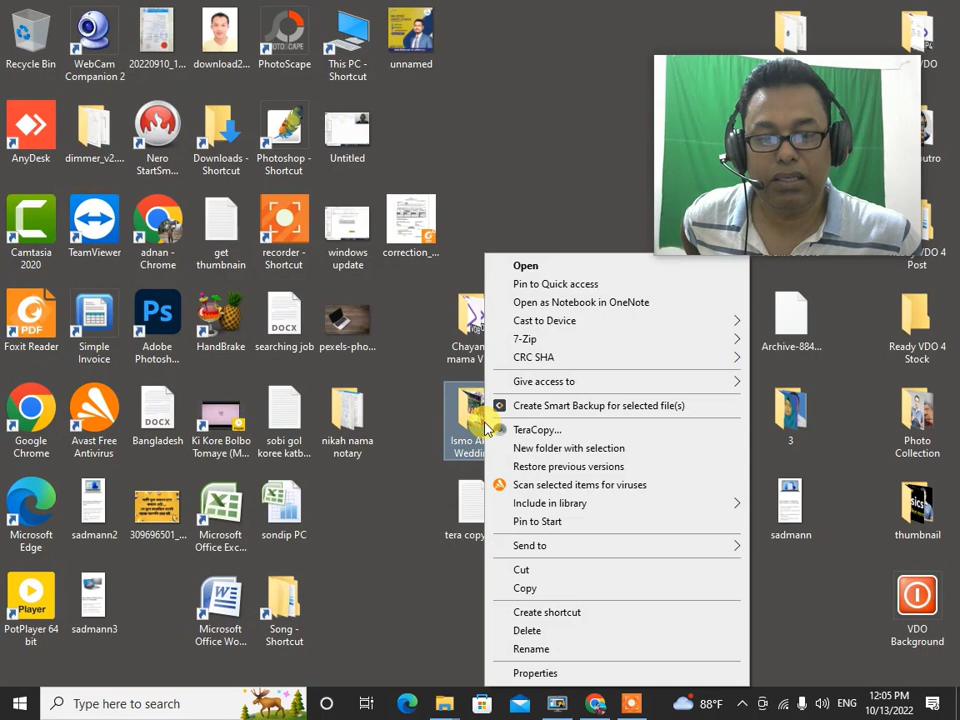 Recycle Bin
WebCam
Companion 2
20220910_1...
download2...
PhotoScape
This PC -
Shortcut
unnamed
AnyDesk
dimmer_v2....
Nero
StartSm...
Downloads -
Shortcut
Photoshop -
Shortcut
Untitled
Camtasia
2020
TeamViewer
adnan -
Chrome
get
thumbnain
recorder -
Shortcut
windows
update
correction_...
VDO 4
Post
Foxit Reader
Simple
Invoice
Adobe
Photosh...
HandBrake
searching job
pexels-pho...
Chayan
mama V
Archive-884...
Ready VDO 4
Stock
Google
Chrome
Avast Free
Antivirus
Bangladesh
Ki Kore Bolbo
Tomaye (M...
sobi gol
koree katb...
nikah nama
notary
3
Photo
Collection
Microsoft
Edge
sadmann2
309696501_...
Microsoft
Office Exc...
sondip PC
tera copy
sadmann
thumbnail
PotPlayer 64
bit
sadmann3
Microsoft
Office Wo...
Song -
Shortcut
VDO
Background
Open
Pin to Quick access
Open as Notebook in OneNote
Cast to Device
7-Zip
CRC SHA
Give access to
Create Smart Backup for selected file(s)
TeraCopy...
New folder with selection
Restore previous versions
Scan selected items for viruses
Include in library
Pin to Start
Send to
Cut
Copy
Create shortcut
Delete
Rename
Properties
Type here to search
88°F
ENG
12:05 PM
10/13/2022